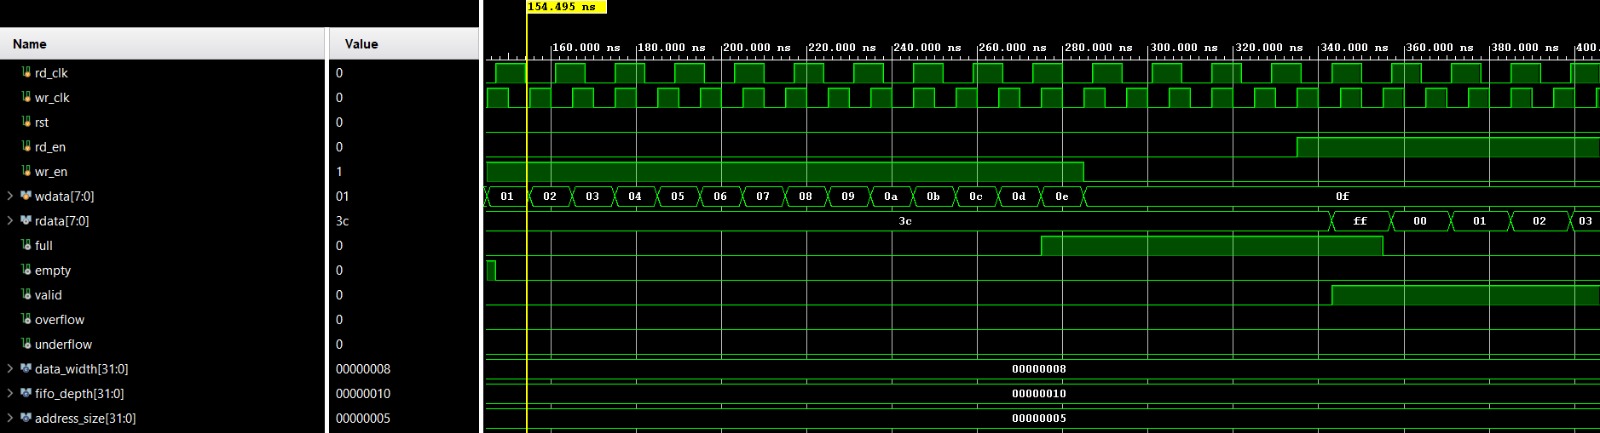 154.495 ns
Name Value
160.000 ns 180.000 ns 200.000 ns 220.000 ns 240.000 ns 260.000 ns 280.000 ns 300.000 ns 320.000 ns 340.000 ns 360.000 ns 380.000 ns 400.
rd_clk 0
wr_clk 0
rst 0
rd_en 0
wr_en 1
wdata[7:0] 01 01 02 03 04 05 06 07 08 09 0a 0b 0c 0d 0e 0f
rdata[7:0] 3c 3c ff 00 01 02 03
full 0
empty 0
valid 0
overflow 0
underflow 0
data_width[31:0] 00000008 00000008
fifo_depth[31:0] 00000010 00000010
address_size[31:0] 00000005 00000005